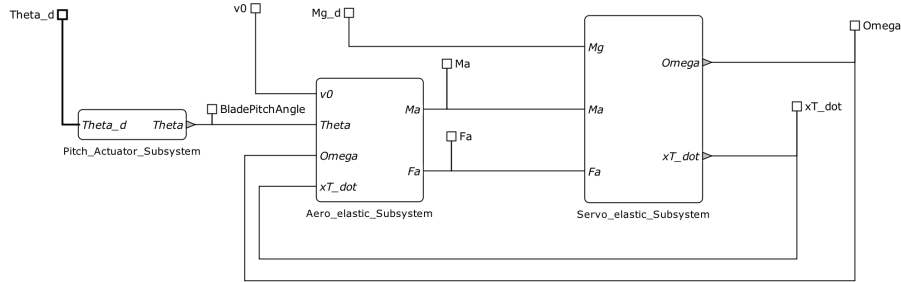 Theta_d
v0
Mg_d
Omega
Ma
xT_dot
BladePitchAngle
Fa
Theta_d
Theta
Pitch_Actuator_Subsystem
v0
Theta
Omega
xT_dot
Ma
Fa
Aero_elastic_Subsystem
Mg
Ma
Fa
Omega
xT_dot
Servo_elastic_Subsystem